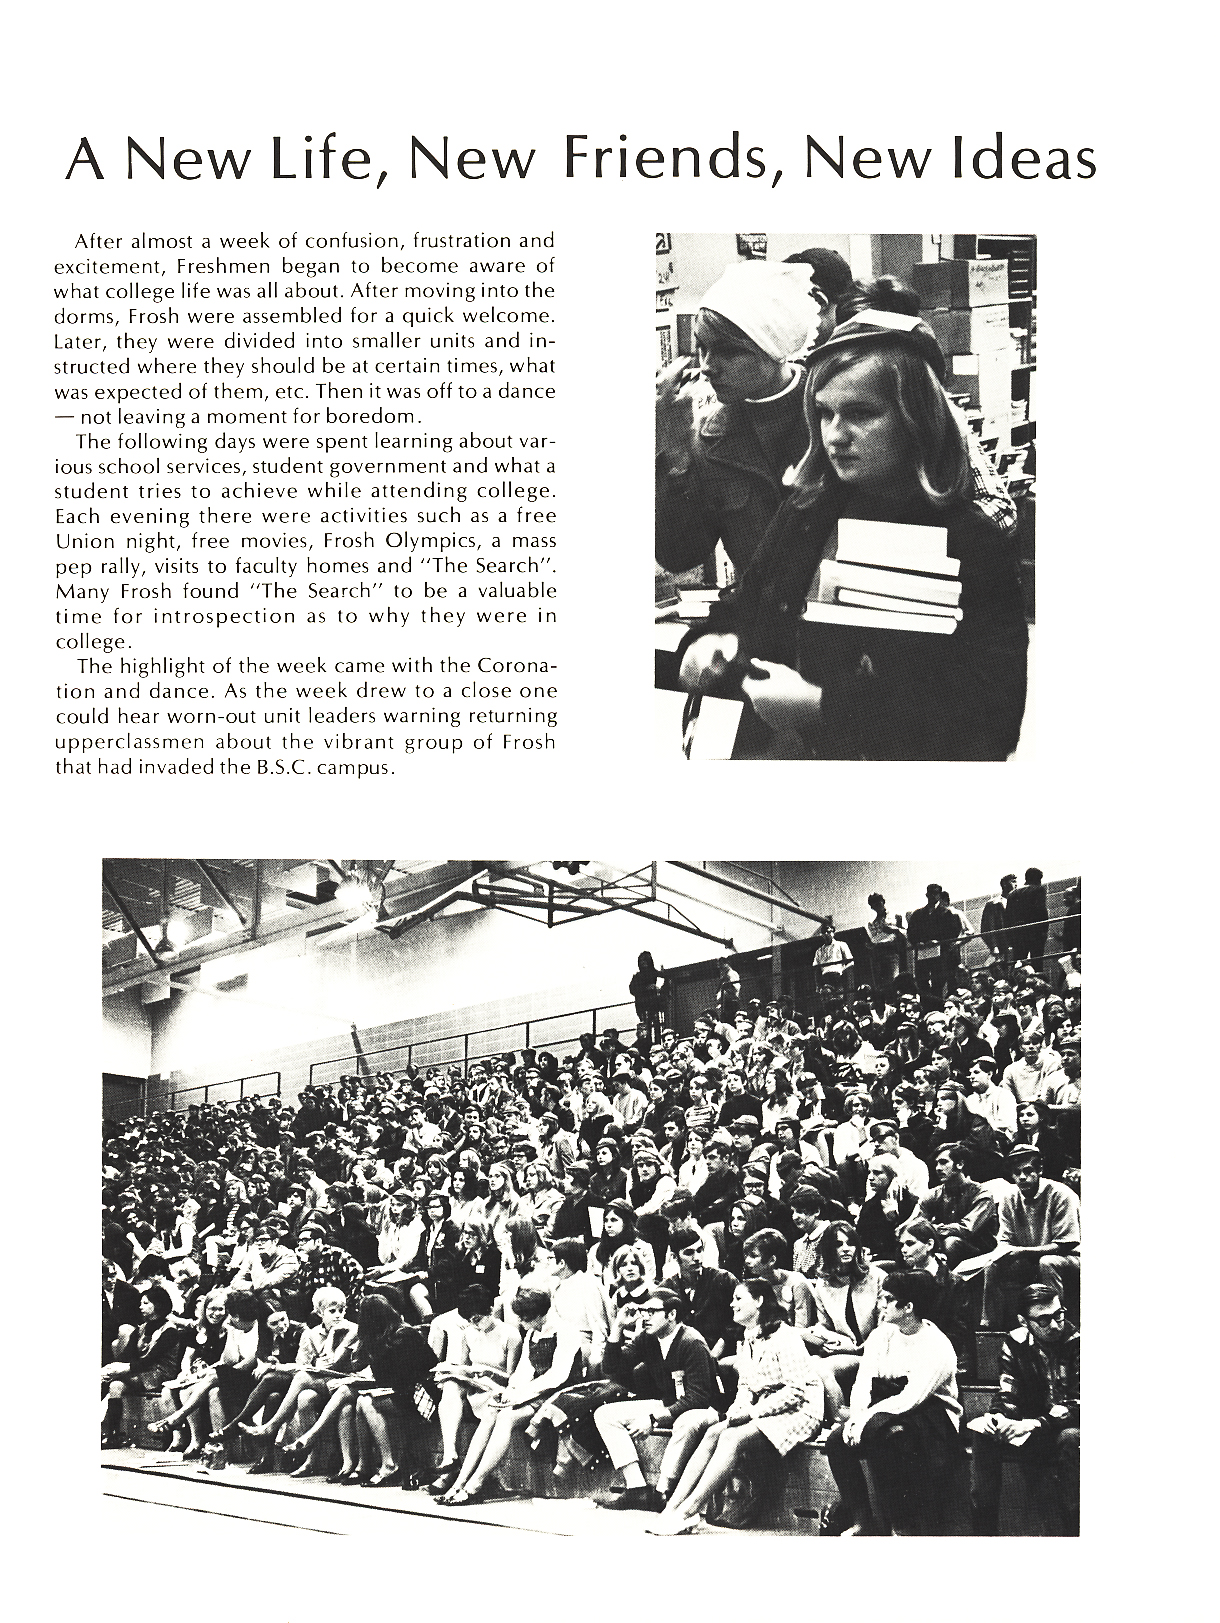 A New Life, New Friends, New Ideas
After almost a week of confusion, frustration and
excitement, Freshmen began to become aware of
what college life was all about. After moving into the
dorms, Frosh were assembled for a quick welcome.
Later, they were divided into smaller units and in-
structed where they should be at certain times, what
was expected of them, etc. Then it was off to a dance
— not leaving a moment for boredom.
The following days were spent learning about var-
ious school services, student government and what a
student tries to achieve while attending college.
Each evening there were activities such as a free
Union night, free movies, Frosh Olympics, a mass
pep rally, visits to faculty homes and "The Search".
Many Frosh found "The Search" to be a valuable
time for introspection as to why they were in
college.
The highlight of the week came with the Corona-
tion and dance. As the week drew to a close one
could hear worn-out unit leaders warning returning
upperclassmen about the vibrant group of Frosh
that had invaded the B.S.C. campus.